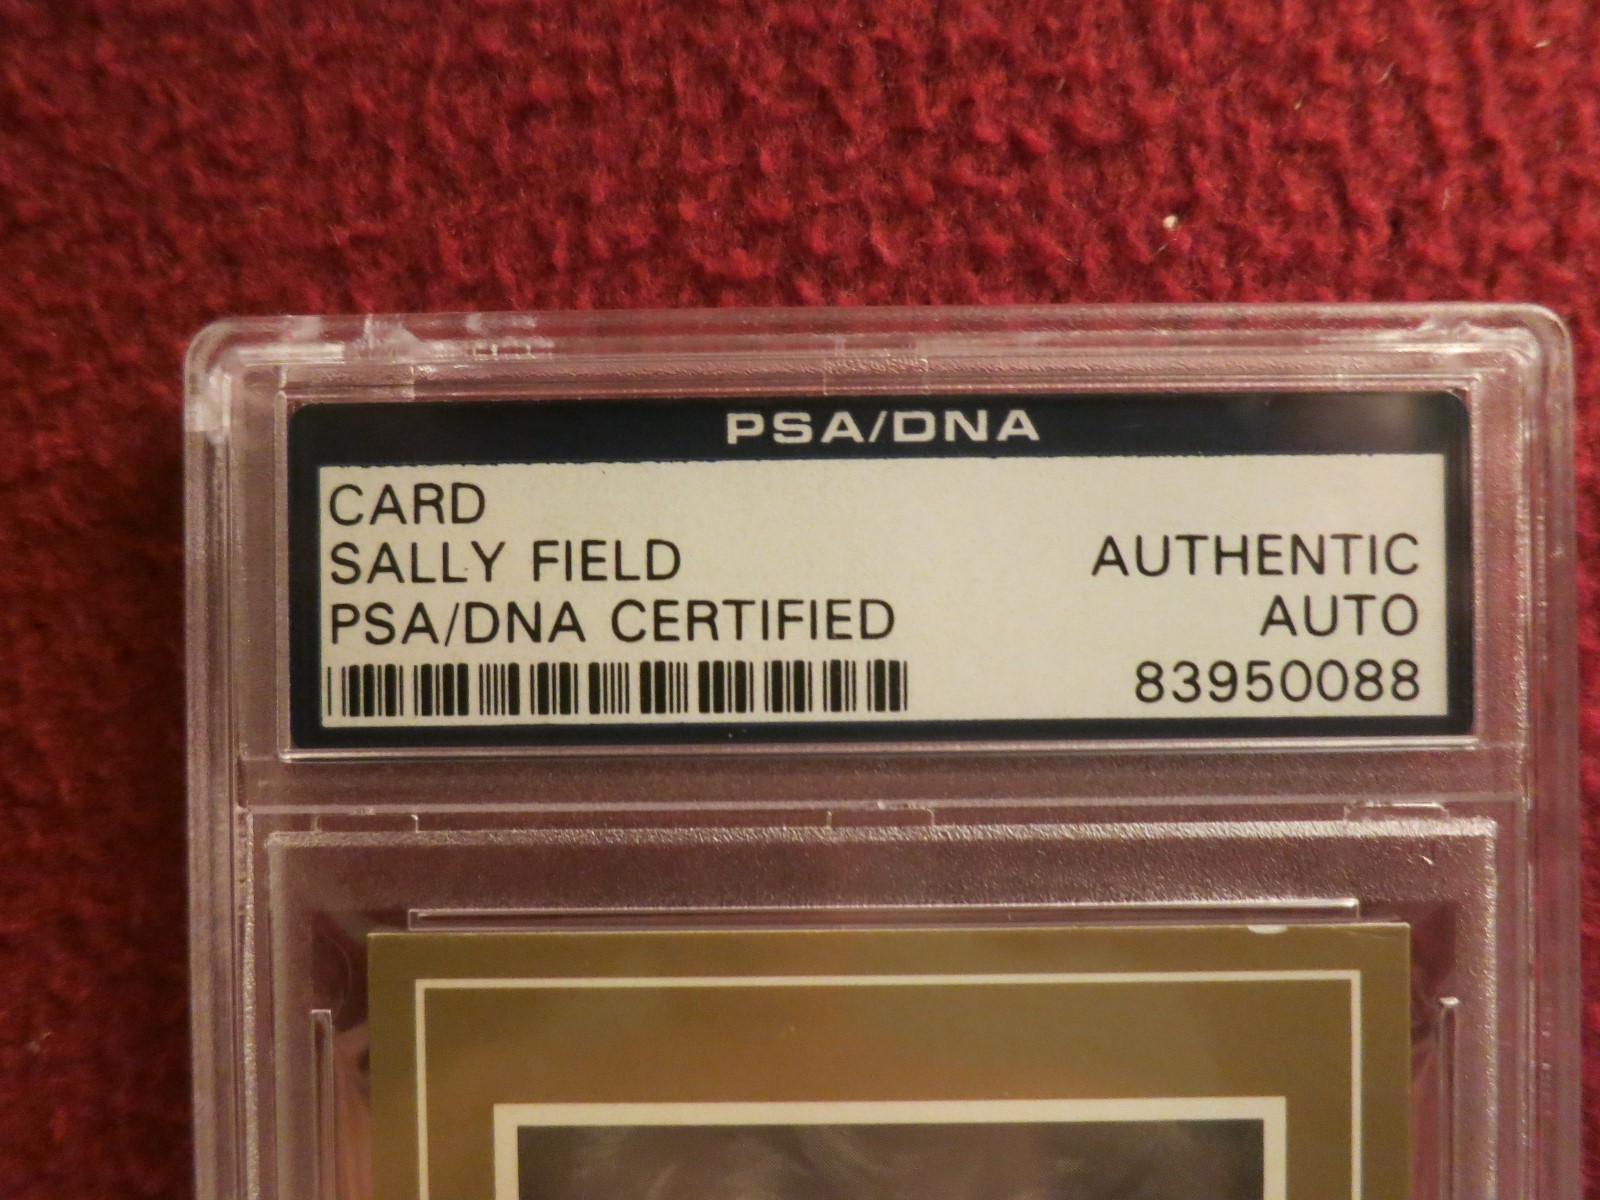 PSA/DNA
CARD
SALLY FIELD
AUTHENTIC
PSA/DNA CERTIFIED
AUTO
83950088